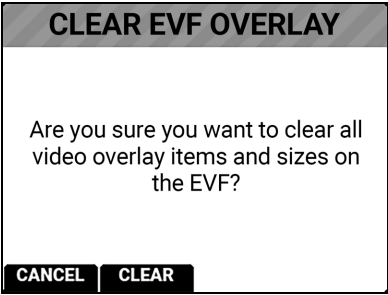 CLEAR EVF OVERLAY
Are you sure you want to clear all
video overlay items and sizes on
the EVF?
CANCEL CLEAR